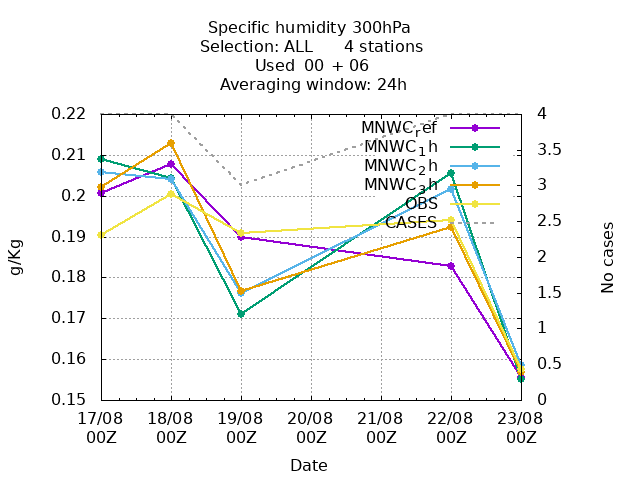 Specific humidity 300hPa
Selection: ALL      4 stations
Used  00 + 06
Averaging window: 24h
0.22
0.21
0.2
0.19
0.18
0.17
0.16
0.15
g/Kg
4
3.5
3
2.5
2
1.5
1
0.5
0
No cases
MNWC_ref
MNWC_1h
MNWC_2h
MNWC_3h
OBS
CASES
17/08 18/08 19/08 20/08 21/08 22/08 23/08
00Z 00Z 00Z 00Z 00Z 00Z 00Z
Date